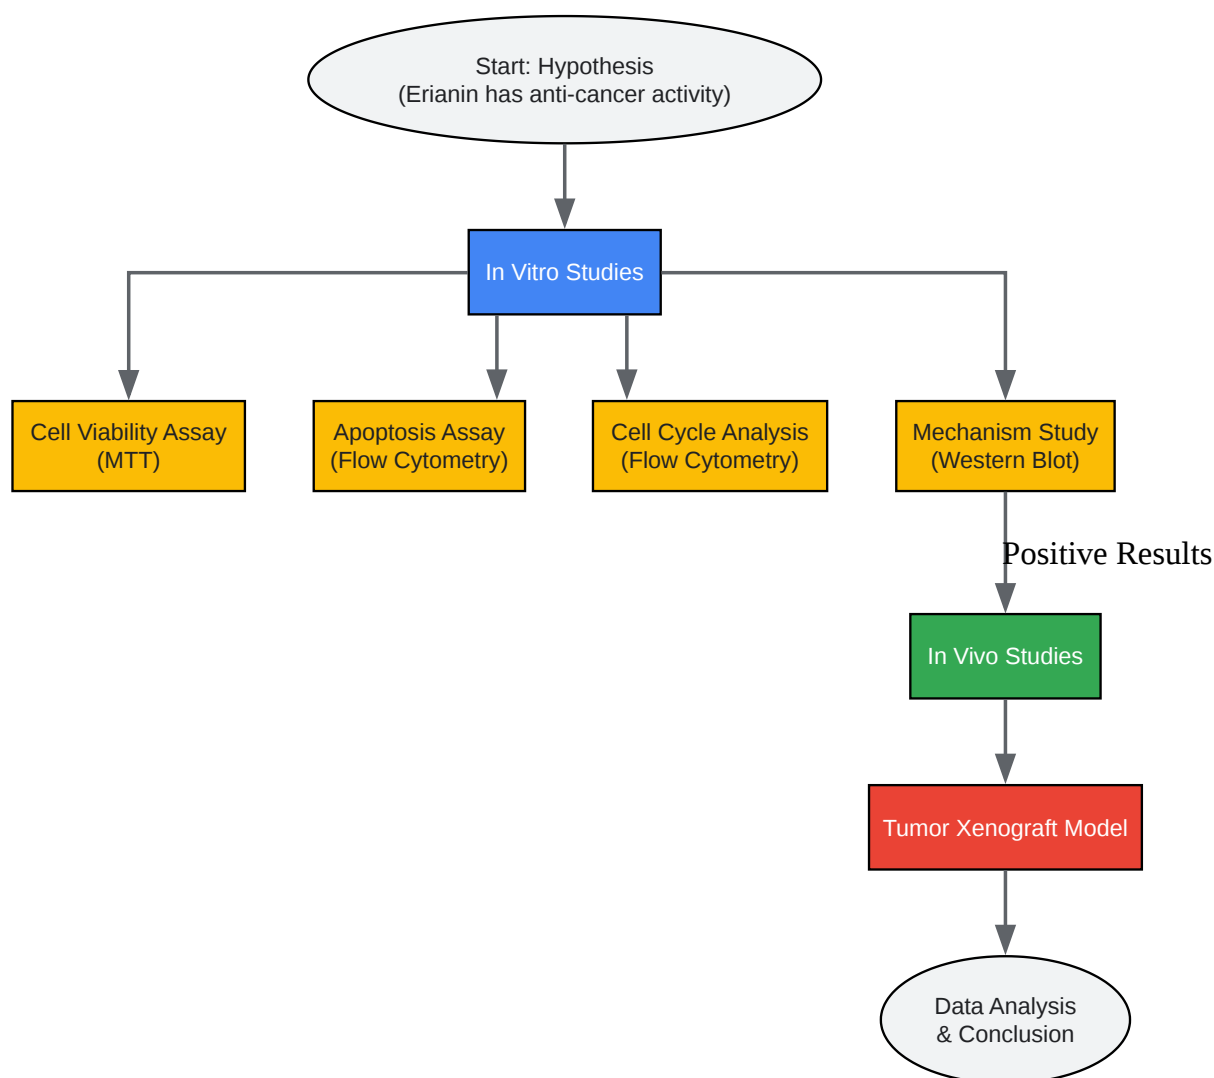 Start: Hypothesis
(Erianin has anti-cancer activity)
In Vitro Studies
Cell Viability Assay
(MTT)
Apoptosis Assay
(Flow Cytometry)
Cell Cycle Analysis
(Flow Cytometry)
Mechanism Study
(Western Blot)
Positive Results
In Vivo Studies
Tumor Xenograft Model
Data Analysis
& Conclusion